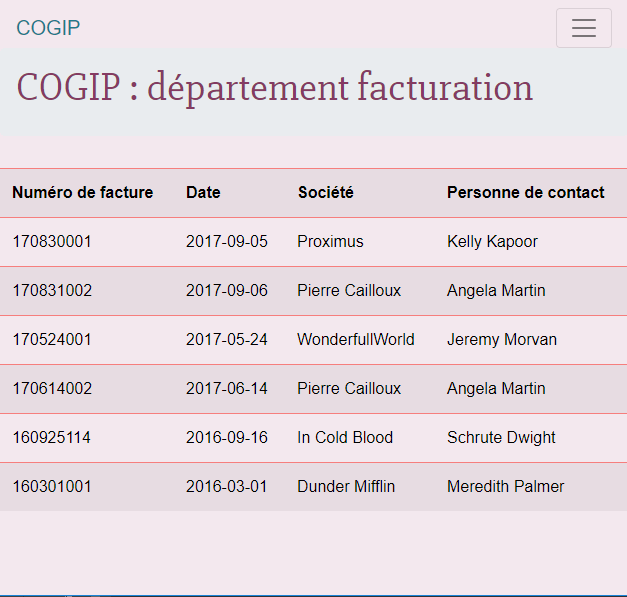 COGIP
COGIP : département facturation
Numéro de facture Date Société Personne de contact
170830001 2017-09-05 Proximus Kelly Kapoor
170831002 2017-09-06 Pierre Cailloux Angela Martin
170524001 2017-05-24 WonderfullWorld Jeremy Morvan
170614002 2017-06-14 Pierre Cailloux Angela Martin
160925114 2016-09-16 In Cold Blood Schrute Dwight
160301001 2016-03-01 Dunder Mifflin Meredith Palmer